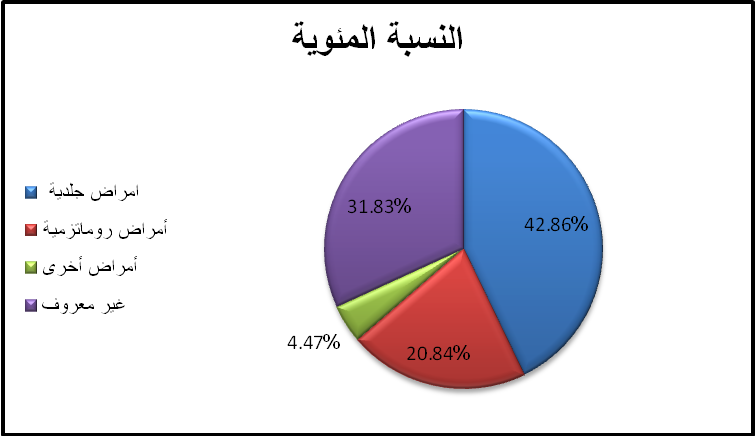 النسبة المئوية
امراض جلدية
أمراض روماتزمية
أمراض أخرى
غير معروف
31.83%
42.86%
4.47%
20.84%